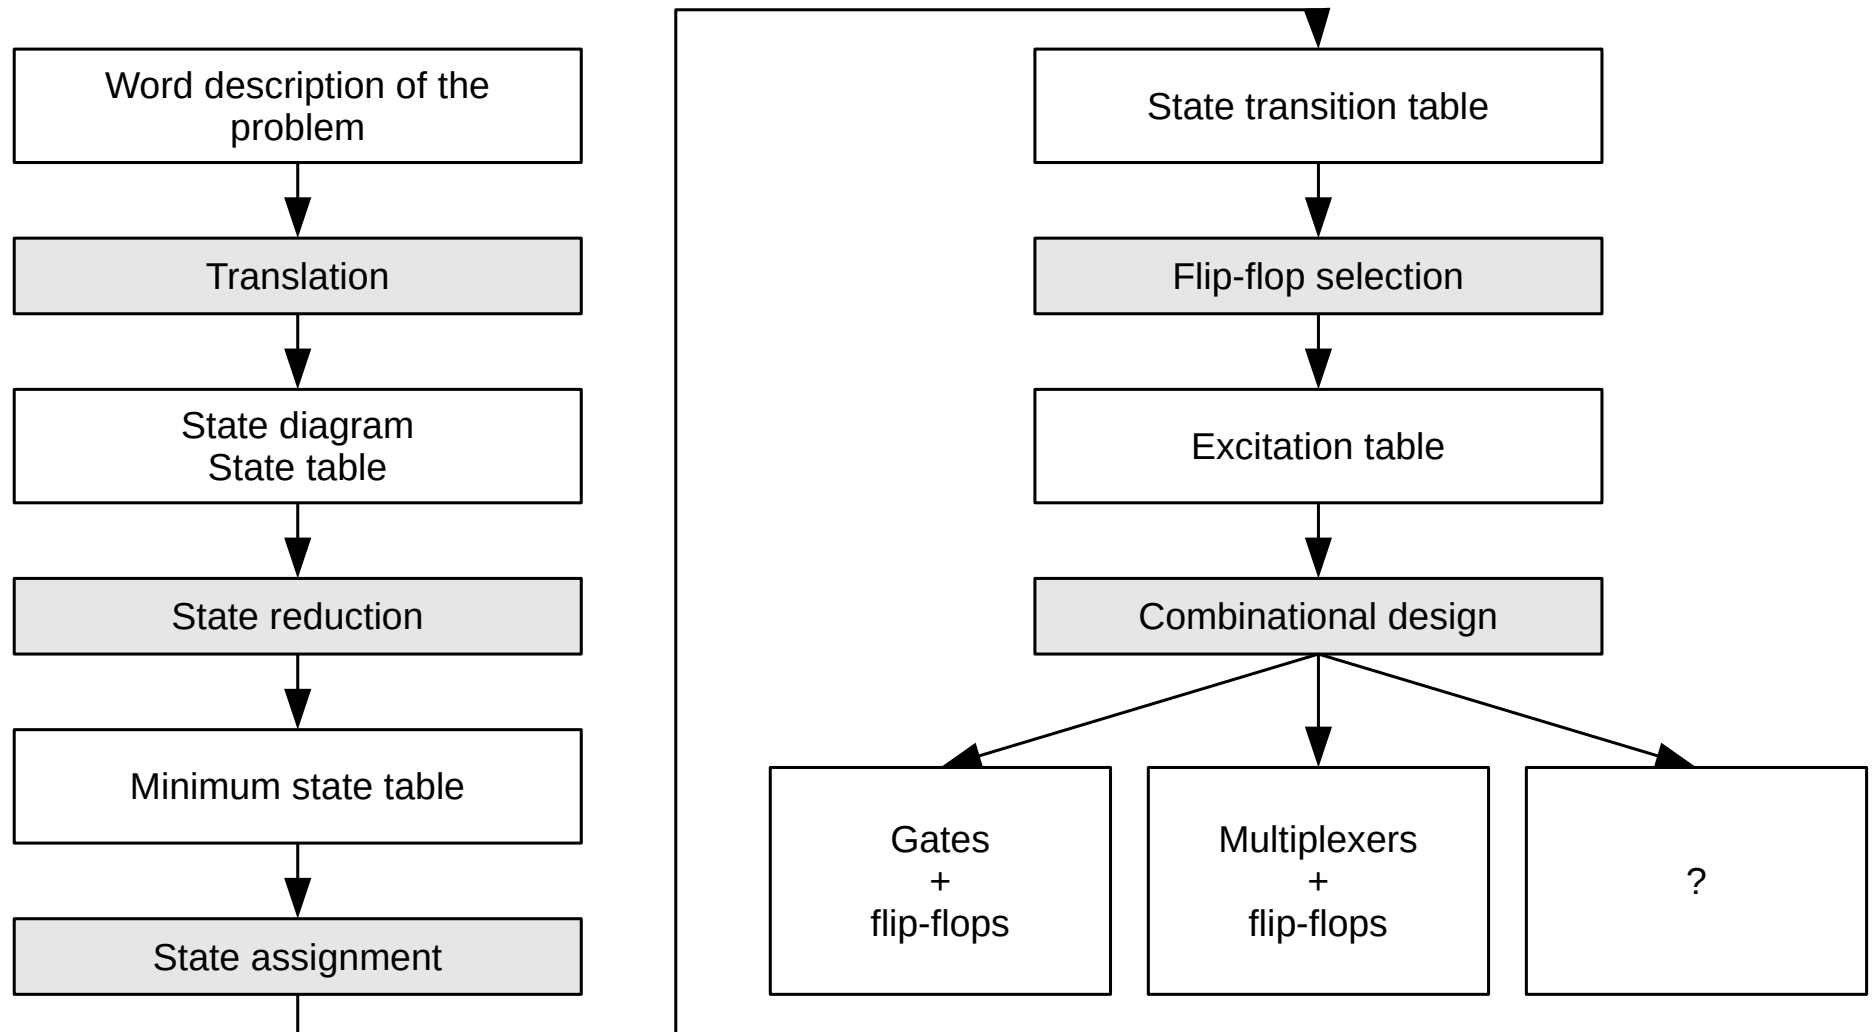 Word description of the
problem
Translation
State diagram
State table
State reduction
Minimum state table
State assignment
State transition table
Flip-flop selection
Excitation table
Combinational design
Gates
+
flip-flops
Multiplexers
+
flip-flops
?